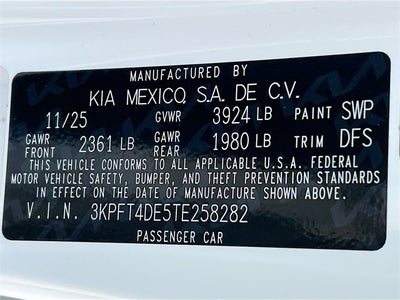 MANUFACTURED BY
KIA MEXICO, S.A. DE C.V.
11/25 GVWR 3924 LB PAINT SWP
GAWR FRONT 2361 LB GAWR REAR 1980 LB TRIM DFS
THIS VEHICLE CONFORMS TO ALL APPLICABLE U.S.A. FEDERAL
MOTOR VEHICLE SAFETY, BUMPER, AND THEFT PREVENTION STANDARDS
IN EFFECT ON THE DATE OF MANUFACTURE SHOWN ABOVE.
V.I.N. 3KPFT4DE5TE258282
PASSENGER CAR